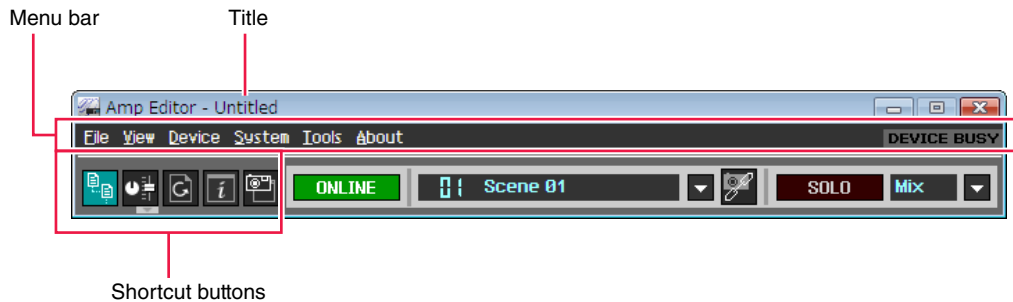 Menu bar
Title
Amp Editor - Untitled
File View Device System Tools About
DEVICE BUSY
i
ONLINE
01 Scene 01
SOLO
Mix
Shortcut buttons